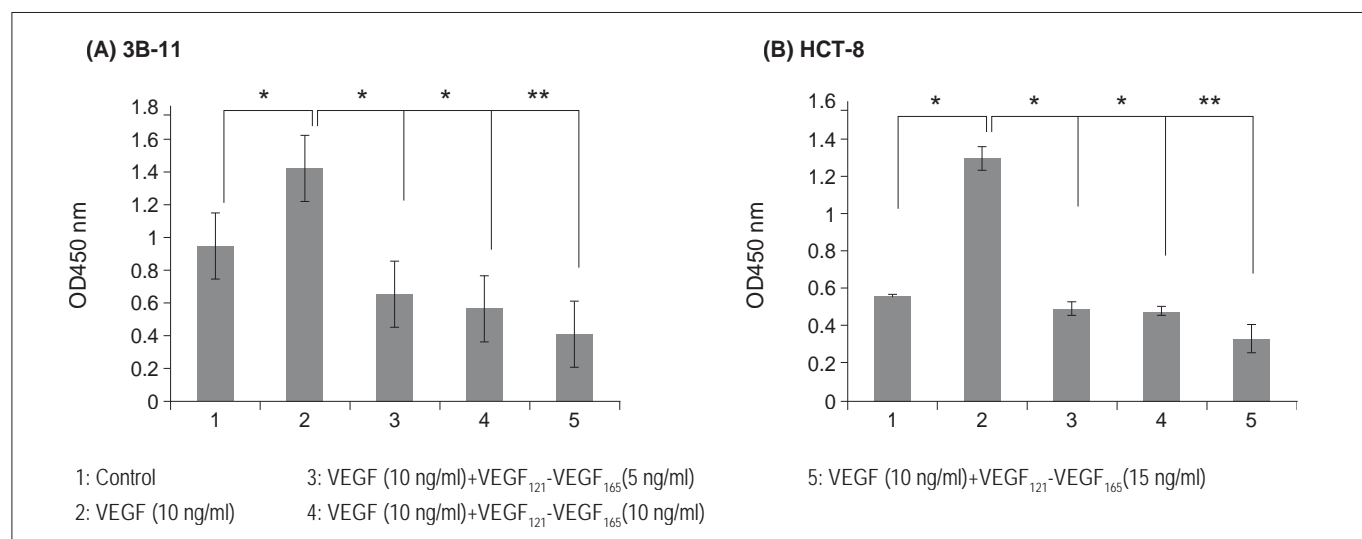 (A) 3B-11
* * * **
OD450 nm
1.8
1.6
1.4
1.2
1
0.8
0.6
0.4
0.2
0
1 2 3 4 5
(B) HCT-8
* * * **
OD450 nm
1.6
1.4
1.2
1
0.8
0.6
0.4
0.2
0
1 2 3 4 5
1: Control
2: VEGF (10 ng/ml)
3: VEGF (10 ng/ml)+VEGF₁₂₁-VEGF₁₆₅(5 ng/ml)
4: VEGF (10 ng/ml)+VEGF₁₂₁-VEGF₁₆₅(10 ng/ml)
5: VEGF (10 ng/ml)+VEGF₁₂₁-VEGF₁₆₅(15 ng/ml)